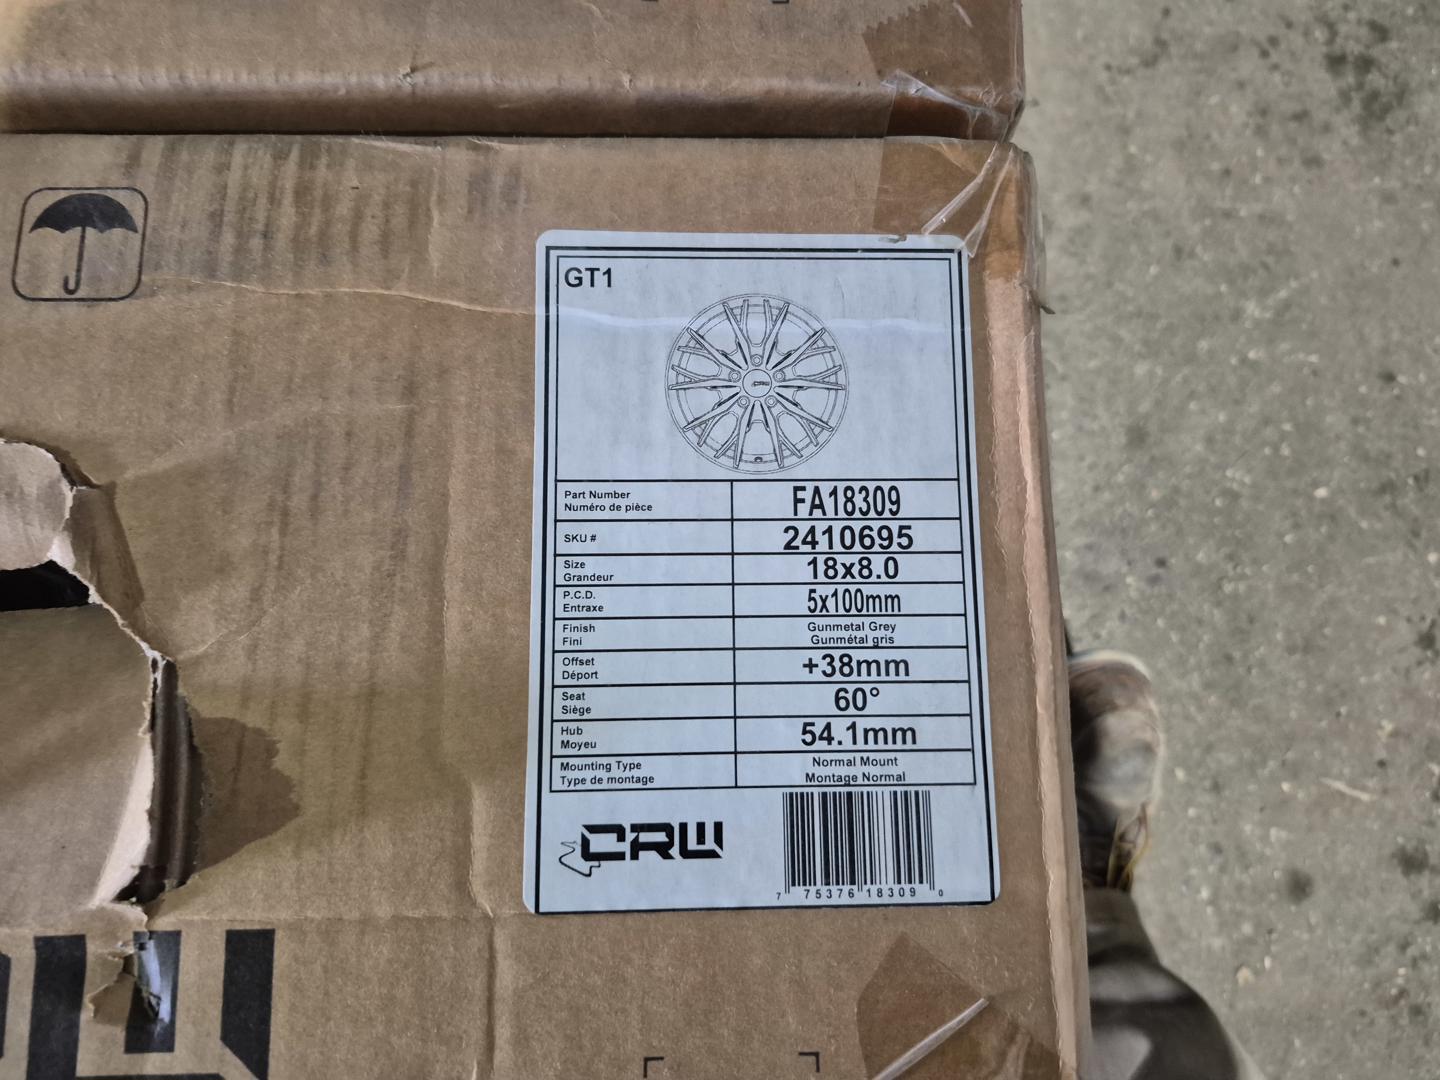 GT1
CRW
Part Number
Numéro de pièce
FA18309
SKU #
2410695
Size
Grandeur
18x8.0
P.C.D.
Entraxe
5x100mm
Finish
Fini
Gunmetal Grey
Gunmétal gris
Offset
Déport
+38mm
Seat
Siège
60°
Hub
Moyeu
54.1mm
Mounting Type
Type de montage
Normal Mount
Montage Normal
CRW
7 75376 18309 0